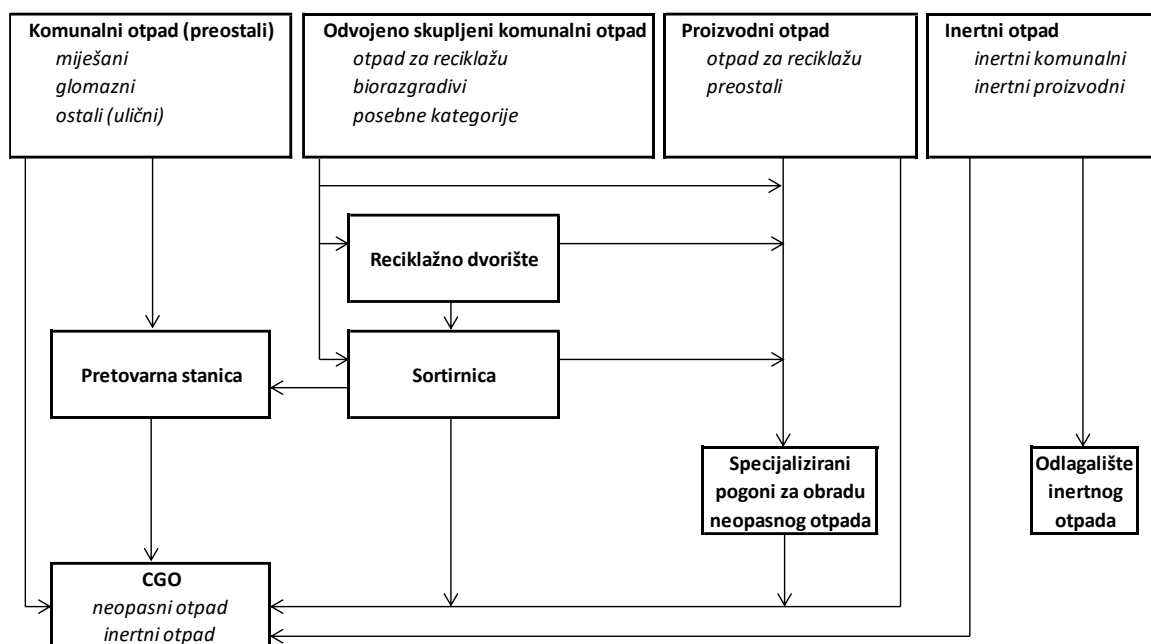 Komunalni otpad (preostali)
miješani
glomazni
ostali (ulični)
Odvojeno skupljeni komunalni otpad
otpad za reciklažu
biorazgradivi
posebne kategorije
Proizvodni otpad
otpad za reciklažu
preostali
Inertni otpad
inertni komunalni
inertni proizvodni
Reciklažno dvorište
Pretovarna stanica
Sortirnica
Specijalizirani
pogoni za obradu
neopasnog otpada
Odlagalište
inertnog
otpada
CGO
neopasni otpad
inertni otpad